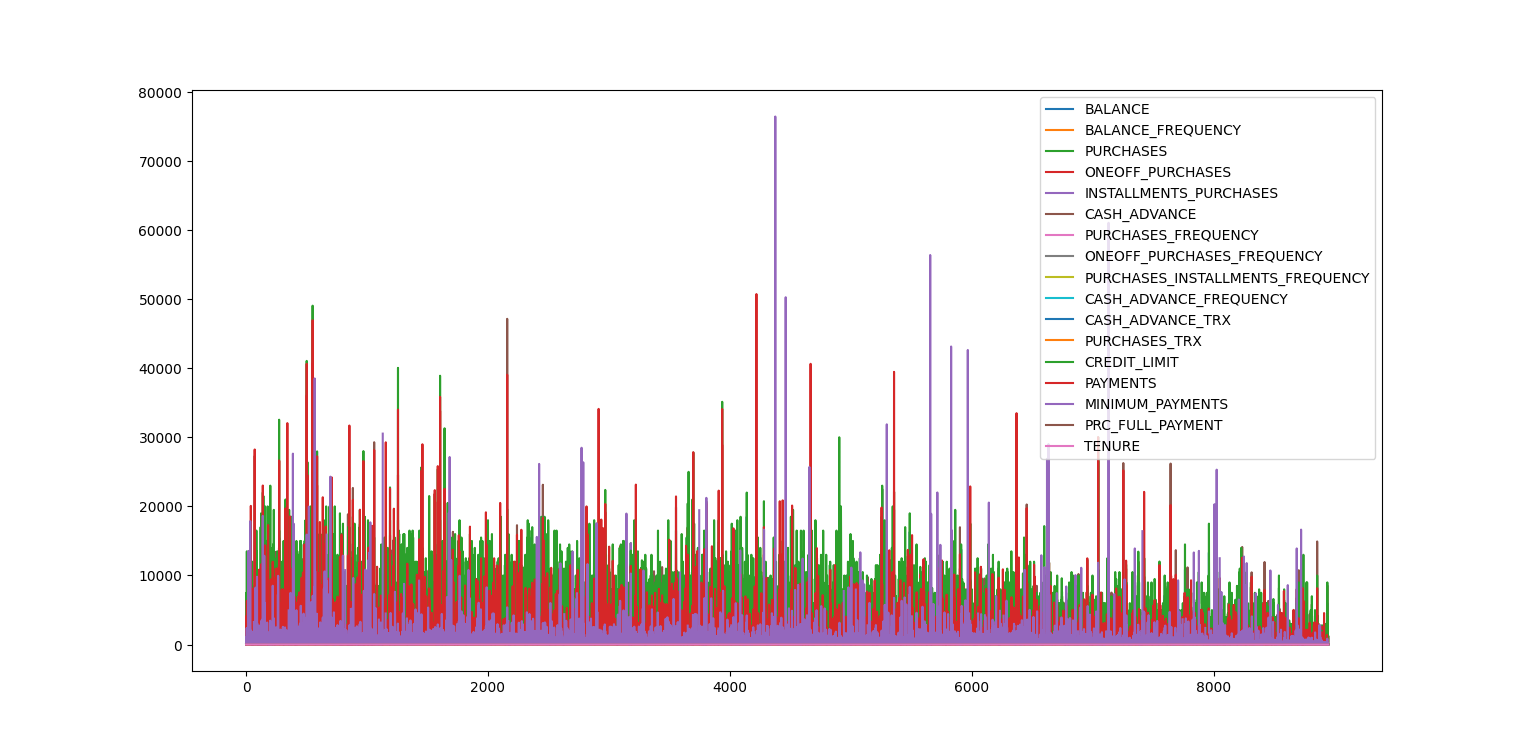 80000
70000
60000
50000
40000
30000
20000
10000
0
0
2000
4000
6000
8000
BALANCE
BALANCE_FREQUENCY
PURCHASES
ONEOFF_PURCHASES
INSTALLMENTS_PURCHASES
CASH_ADVANCE
PURCHASES_FREQUENCY
ONEOFF_PURCHASES_FREQUENCY
PURCHASES_INSTALLMENTS_FREQUENCY
CASH_ADVANCE_FREQUENCY
CASH_ADVANCE_TRX
PURCHASES_TRX
CREDIT_LIMIT
PAYMENTS
MINIMUM_PAYMENTS
PRC_FULL_PAYMENT
TENURE